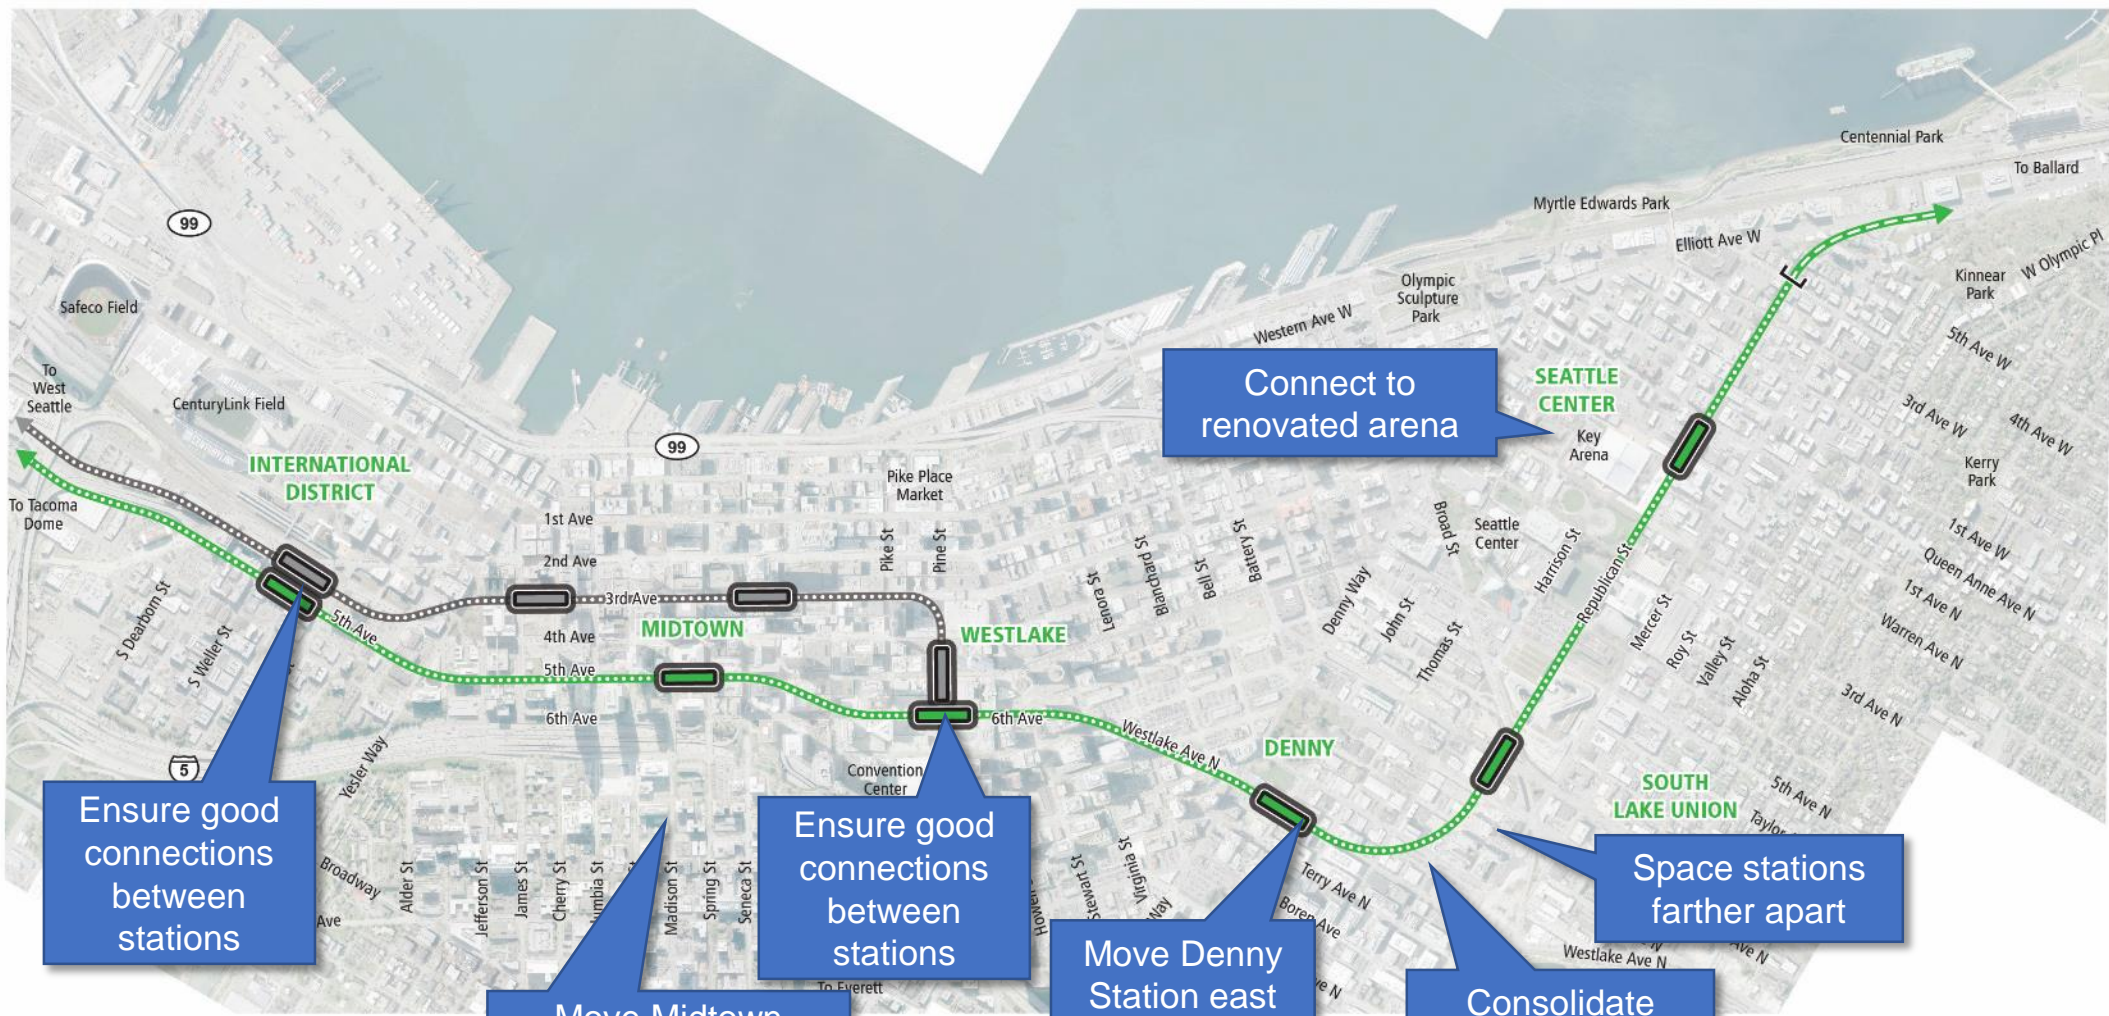 Centennial Park
To Ballard
Myrtle Edwards Park
99
Elliott Ave W
W Olympic Pl
Kinnear
Park
Olympic
Sculpture
Park
Safeco Field
Western Ave W
5th Ave W
To
West
Seattle
CenturyLink Field
Connect to
renovated arena
SEATTLE
CENTER
3rd Ave W
4th Ave W
Key
Arena
99
INTERNATIONAL
DISTRICT
Kerry
Park
Pike Place
Market
To Tacoma
Dome
1st Ave
Broad St
Seattle
Center
1st Ave W
2nd Ave
Pike St
Pine St
Battery St
Harrison St
Queen Anne Ave N
Blanchard St
Bell St
Lenora St
3rd Ave
Republican St
1st Ave N
S Dearborn St
5th Ave
4th Ave
MIDTOWN
WESTLAKE
Denny Way
John St
Mercer St
Warren Ave N
S Weller St
5th Ave
Thomas St
Roy St
Valley St
Aloha St
3rd Ave N
6th Ave
6th Ave
Westlake Ave N
DENNY
5
Yesler Way
Convention
Center
SOUTH
LAKE UNION
5th Ave N
Taylor
Ensure good
connections
between
stations
Ensure good
connections
between
stations
Space stations
farther apart
Broadway
Alder St
Jefferson St
James St
Cherry St
Madison St
Spring St
Seneca St
Stewart St
Virginia St
Way
Terry Ave N
Boren Ave
Ave
Westlake Ave N
Move Denny
Station east
To Everett
Move Midtown
Consolidate